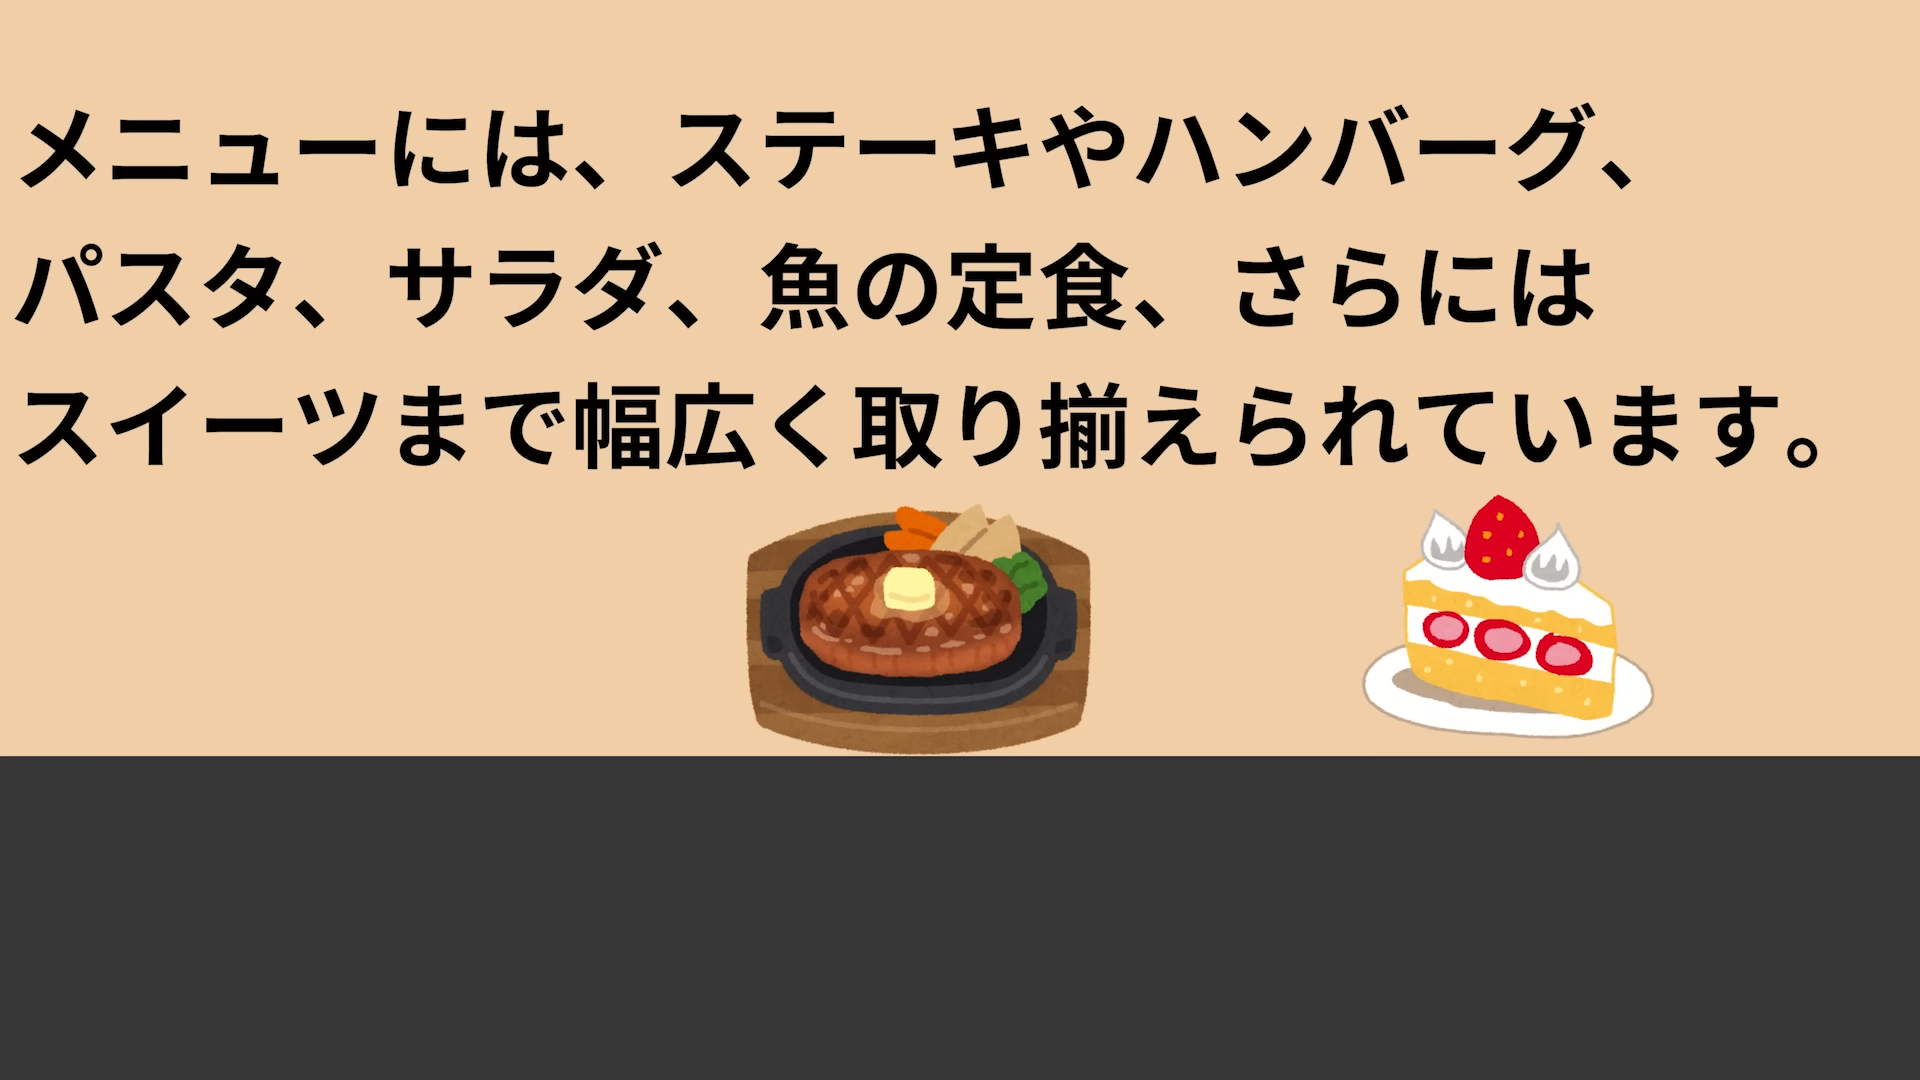 メニューには、ステーキやハンバーグ、
パスタ、サラダ、魚の定食、さらには
スイーツまで幅広く取り揃えられています。